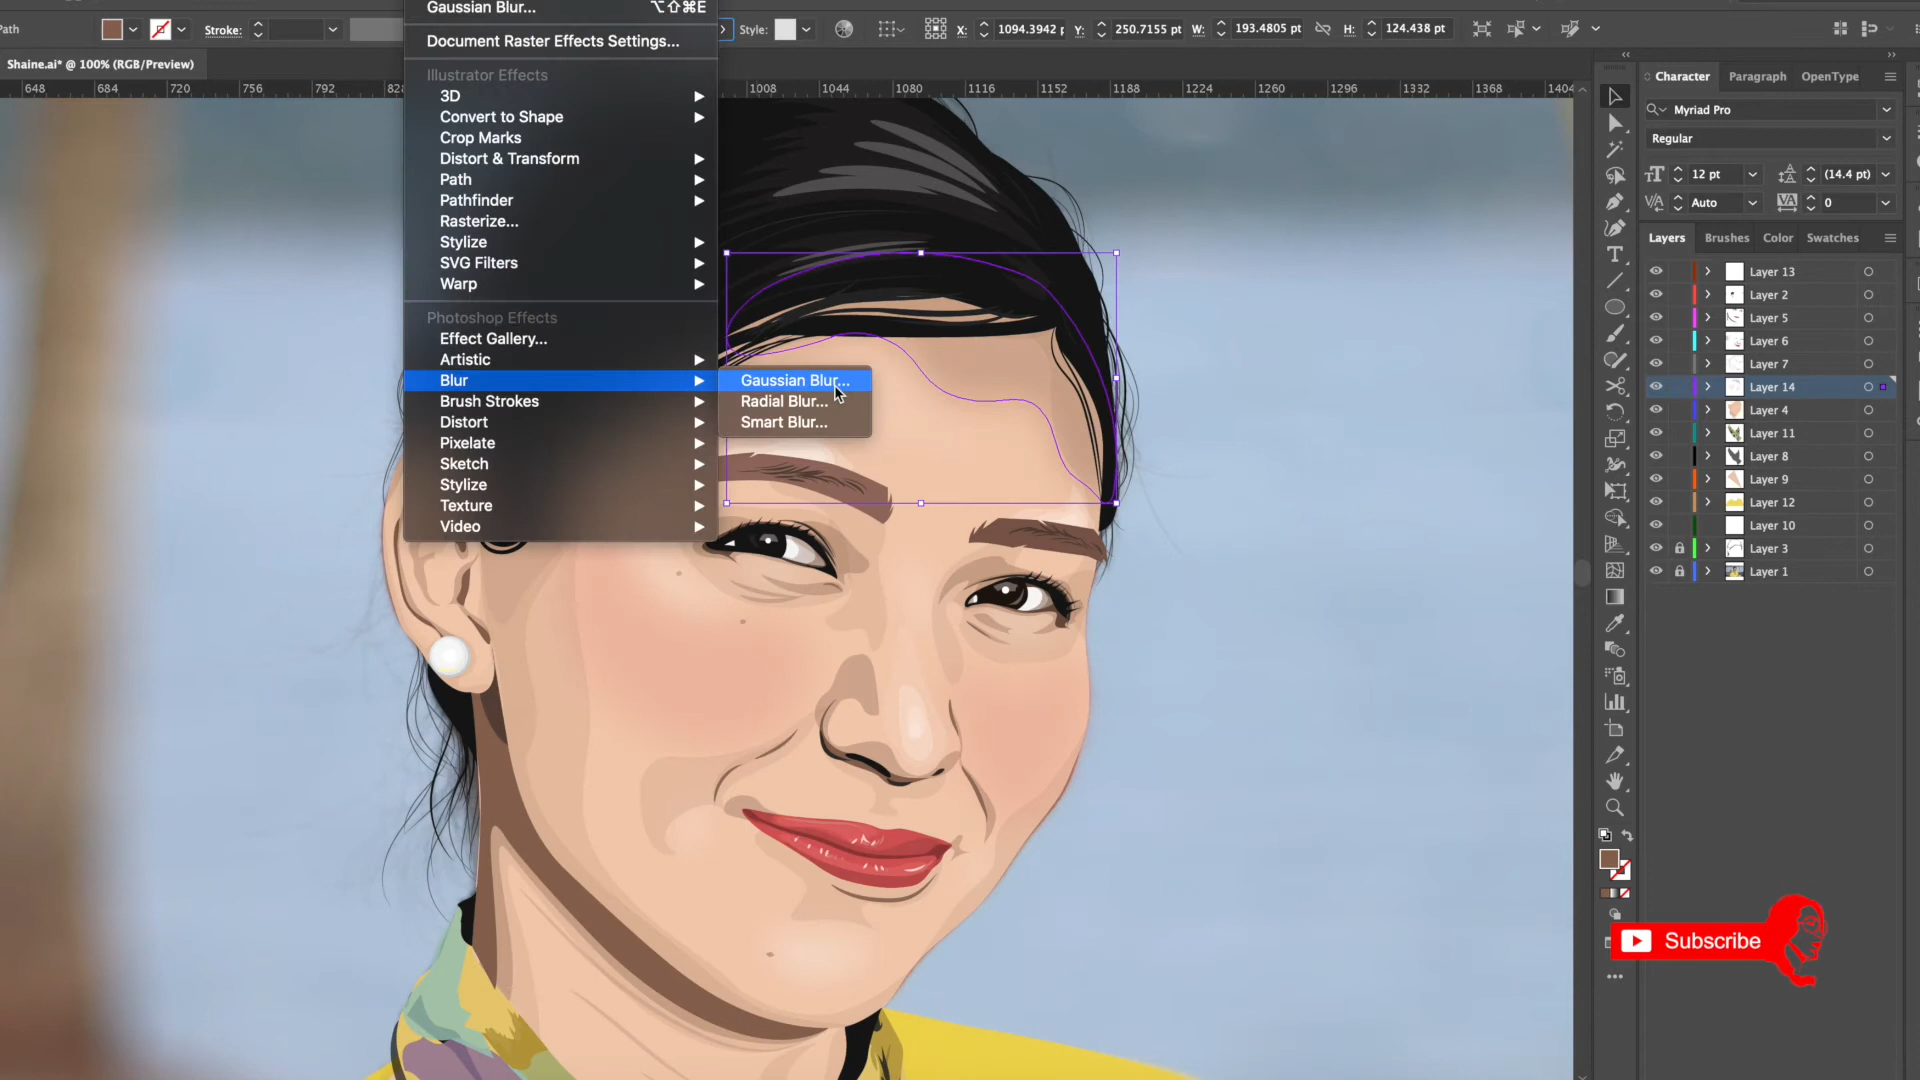 Gaussian Blur... ⌥⇧⌘E
Path Stroke: Style: X: 1094.3942 p Y: 250.7155 pt W: 193.4805 pt H: 124.438 pt
Document Raster Effects Settings...
Shaine.ai* @ 100% (RGB/Preview)
648 684 720 756 792 828 1008 1044 1080 1116 1152 1188 1224 1260 1296 1332 1368 1404
Illustrator Effects
3D
Convert to Shape
Crop Marks
Distort & Transform
Path
Pathfinder
Rasterize...
Stylize
SVG Filters
Warp
Photoshop Effects
Effect Gallery...
Artistic
Blur
Brush Strokes
Distort
Pixelate
Sketch
Stylize
Texture
Video
Gaussian Blur...
Radial Blur...
Smart Blur...
Character Paragraph OpenType
Myriad Pro
Regular
12 pt (14.4 pt)
Auto 0
Layers Brushes Color Swatches
Layer 13
Layer 2
Layer 5
Layer 6
Layer 7
Layer 14
Layer 4
Layer 11
Layer 8
Layer 9
Layer 12
Layer 10
Layer 3
Layer 1
Subscribe